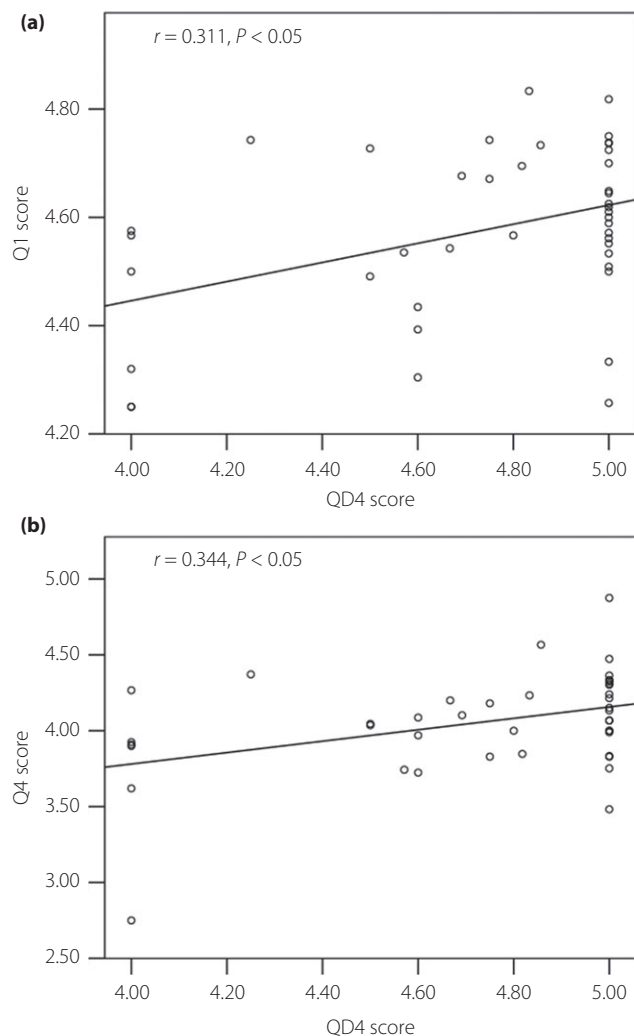 (a)
r = 0.311, P < 0.05
4.80
4.60
4.40
4.20
Q1 score
4.00 4.20 4.40 4.60 4.80 5.00
QD4 score
(b)
r = 0.344, P < 0.05
5.00
4.50
4.00
3.50
3.00
2.50
Q4 score
4.00 4.20 4.40 4.60 4.80 5.00
QD4 score